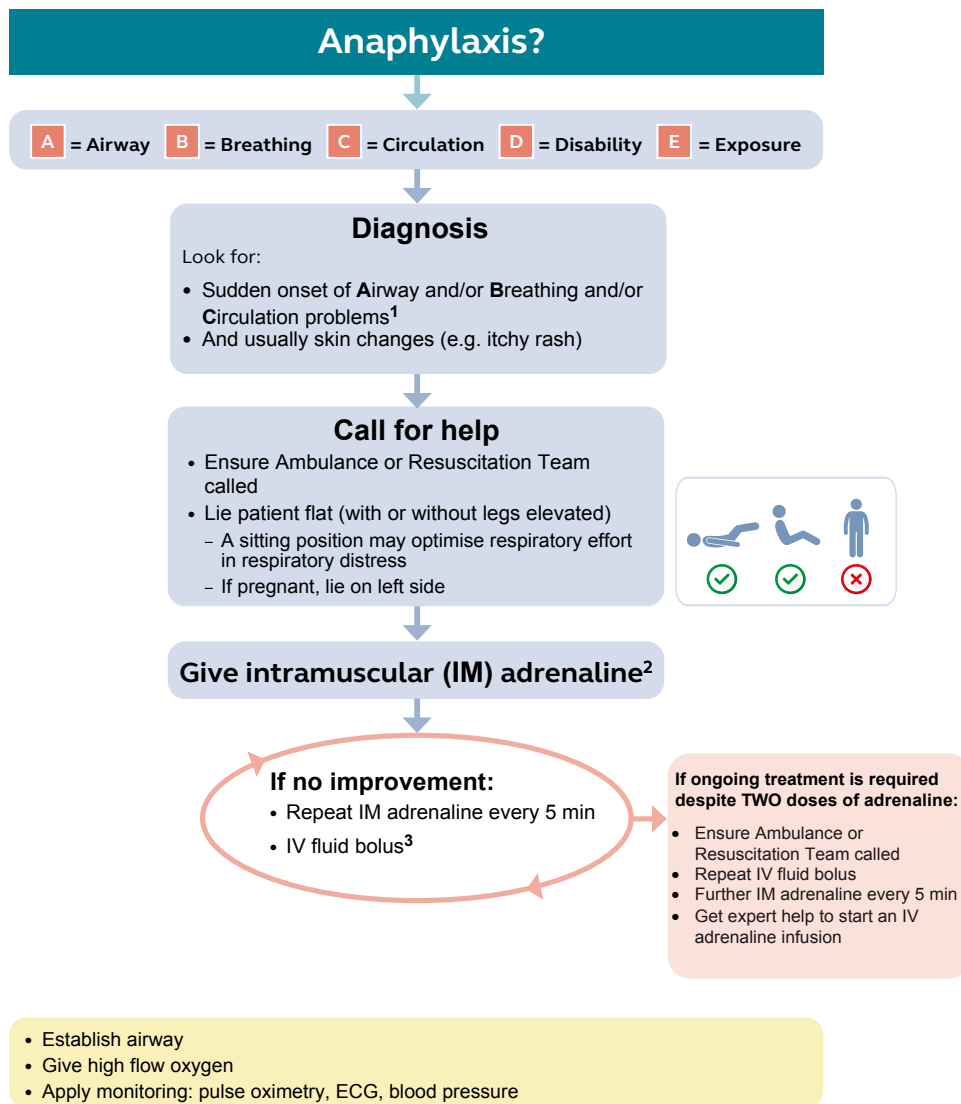 Anaphylaxis?
A = Airway B = Breathing C = Circulation D = Disability E = Exposure
Diagnosis
Look for:
• Sudden onset of Airway and/or Breathing and/or
Circulation problems¹
• And usually skin changes (e.g. itchy rash)
Call for help
• Ensure Ambulance or Resuscitation Team
called
• Lie patient flat (with or without legs elevated)
– A sitting position may optimise respiratory effort
in respiratory distress
– If pregnant, lie on left side
Give intramuscular (IM) adrenaline²
If no improvement:
• Repeat IM adrenaline every 5 min
• IV fluid bolus³
If ongoing treatment is required
despite TWO doses of adrenaline:
• Ensure Ambulance or
Resuscitation Team called
• Repeat IV fluid bolus
• Further IM adrenaline every 5 min
• Get expert help to start an IV
adrenaline infusion
• Establish airway
• Give high flow oxygen
• Apply monitoring: pulse oximetry, ECG, blood pressure